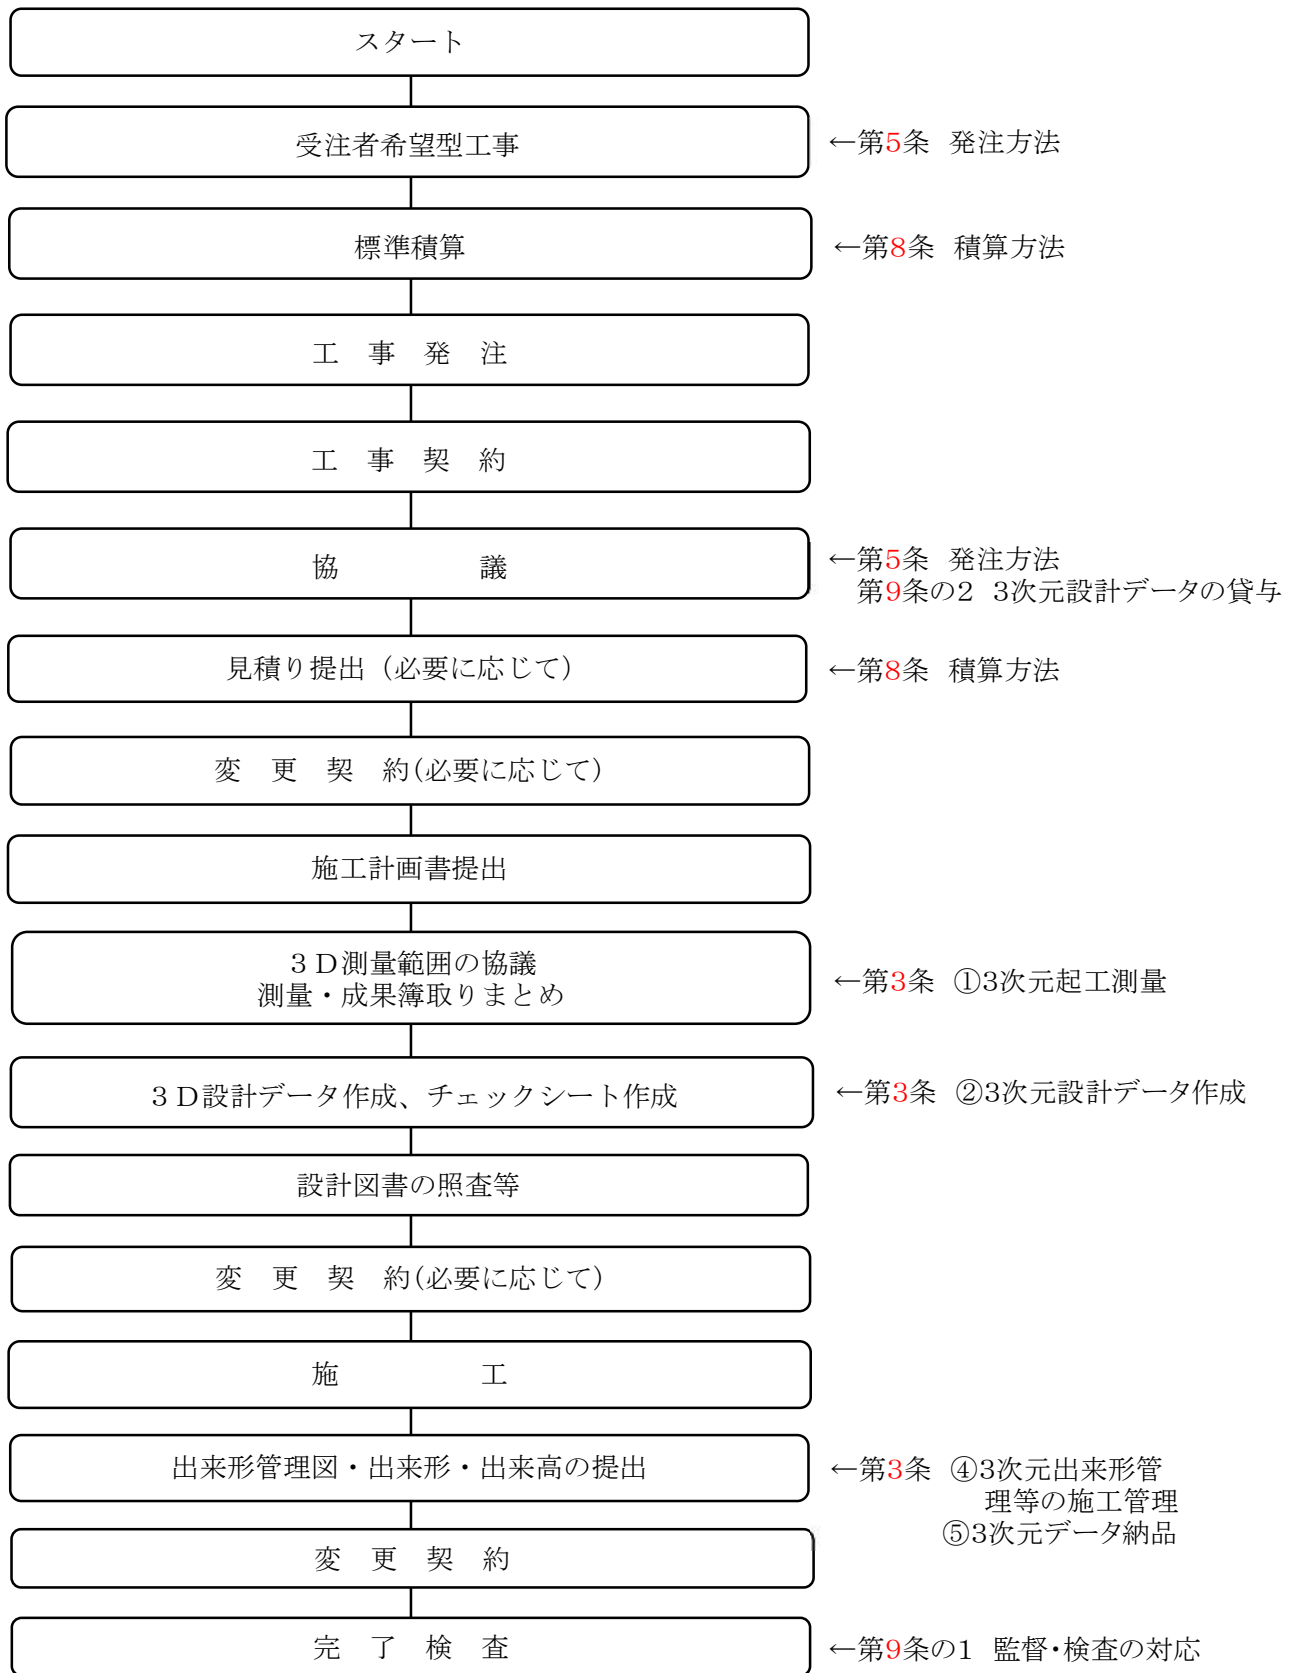 スタート
受注者希望型工事
←第5条　発注方法
標準積算
←第8条　積算方法
工　事　発　注
工　事　契　約
協　　　　　議
←第5条　発注方法
第9条の2　3次元設計データの貸与
見積り提出（必要に応じて）
←第8条　積算方法
変　更　契　約(必要に応じて)
施工計画書提出
３Ｄ測量範囲の協議
測量・成果簿取りまとめ
←第3条　①3次元起工測量
３Ｄ設計データ作成、チェックシート作成
←第3条　②3次元設計データ作成
設計図書の照査等
変　更　契　約(必要に応じて)
施　　　　　工
出来形管理図・出来形・出来高の提出
←第3条　④3次元出来形管
理等の施工管理
⑤3次元データ納品
変　更　契　約
完　了　検　査
←第9条の1　監督・検査の対応